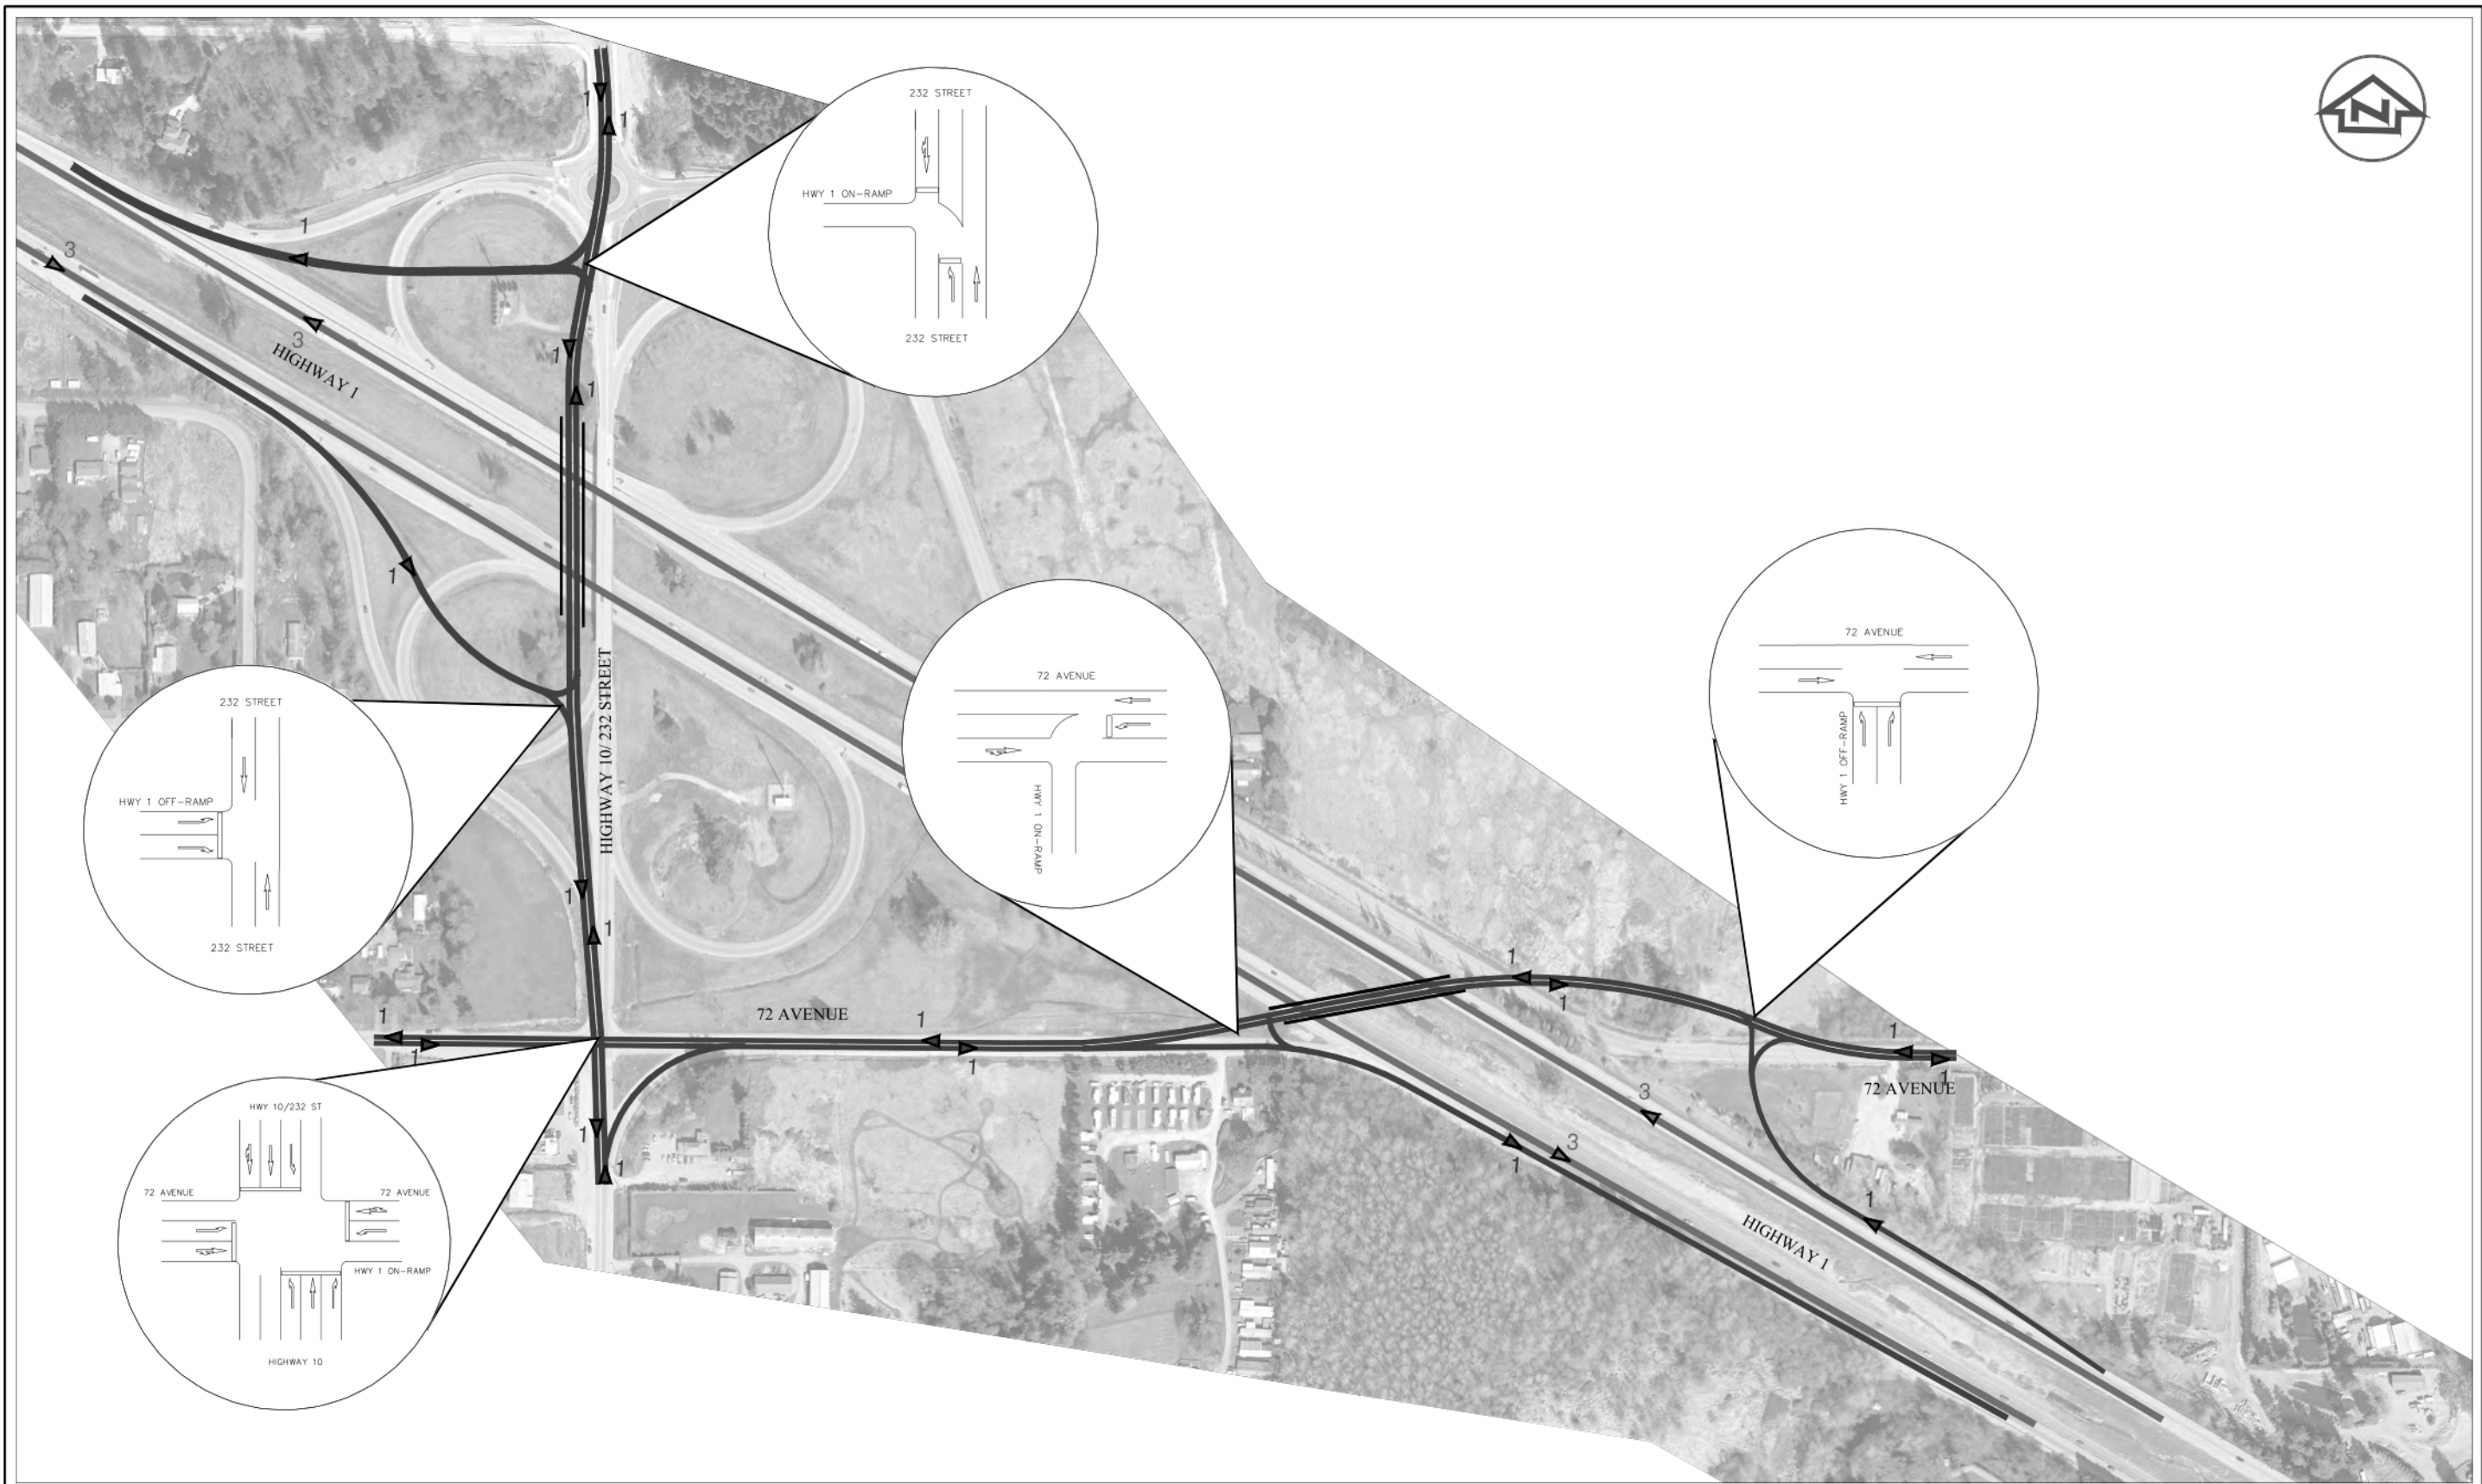 N
1
1
232 STREET
HWY 1 ON-RAMP
232 STREET
1
3
3
HIGHWAY 1
1
1
1
HIGHWAY 10/ 232 STREET
232 STREET
HWY 1 OFF-RAMP
232 STREET
72 AVENUE
HWY 1 ON-RAMP
72 AVENUE
HWY 1 OFF-RAMP
1
1
1
1
72 AVENUE
1
1
1
1
1
1
1
72 AVENUE
3
3
1
1
HIGHWAY 1
1
1
HWY 10/232 ST
72 AVENUE
72 AVENUE
HWY 1 ON-RAMP
HIGHWAY 10